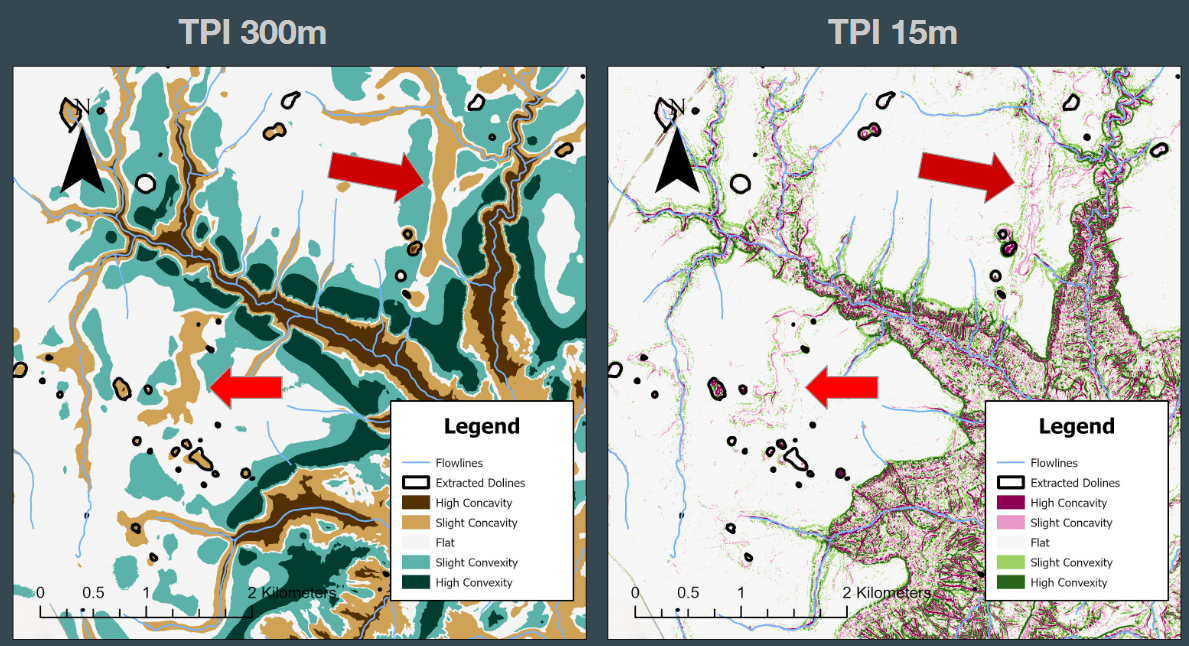 TPI 300m
TPI 15m
N
N
Legend
Flowlines
Extracted Dolines
High Concavity
Slight Concavity
Flat
Slight Convexity
High Convexity
0 0.5 1 2 Kilometers
Legend
Flowlines
Extracted Dolines
High Concavity
Slight Concavity
Flat
Slight Convexity
High Convexity
0 0.5 1 2 Kilometers